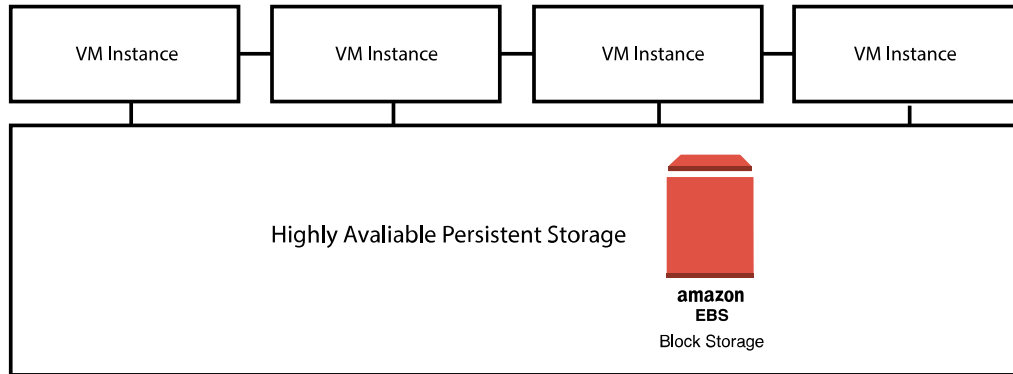 VM Instance
VM Instance
VM Instance
VM Instance
Highly Avaliable Persistent Storage
amazon
EBS
Block Storage